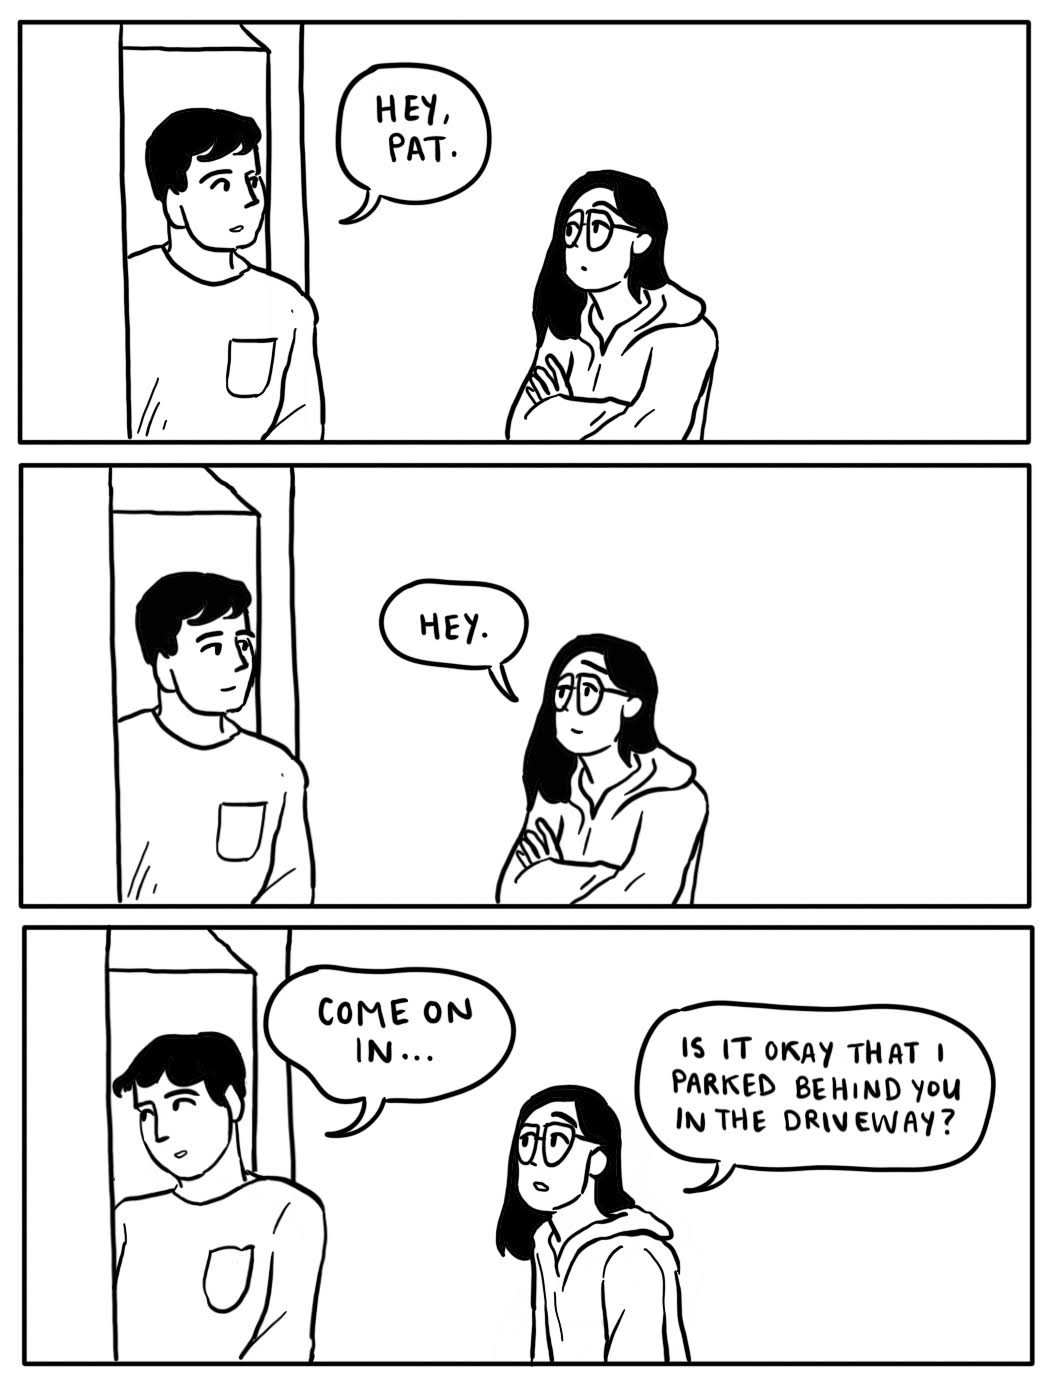 HEY,
PAT.
HEY.
COME ON
IN...
IS IT OKAY THAT I
PARKED BEHIND YOU
IN THE DRIVEWAY?